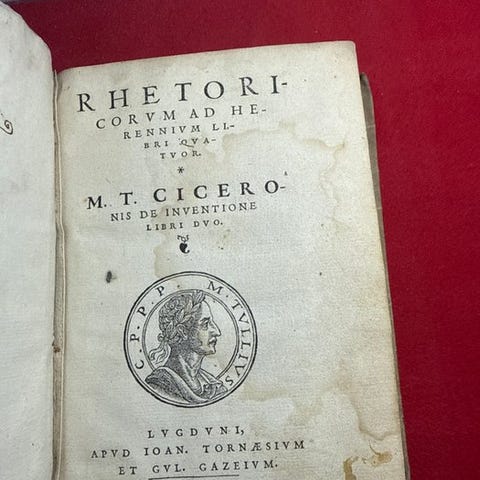 RHETORI-
CORVM AD HE-
RENNIVM LI-
BRI QVA-
TVOR.
*
M. T. CICERO-
NIS DE INVENTIONE
LIBRI DVO.
C. P. P. P. M. TVLLIVS
LVGDVNI,
APVD IOAN. TORNÆSIVM
ET GVL. GAZEIVM.